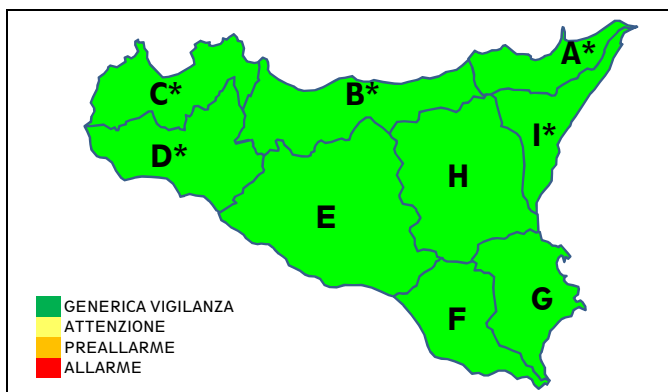 A*
C*
B*
I*
D*
H
E
G
F
GENERICA VIGILANZA
ATTENZIONE
PREALLARME
ALLARME